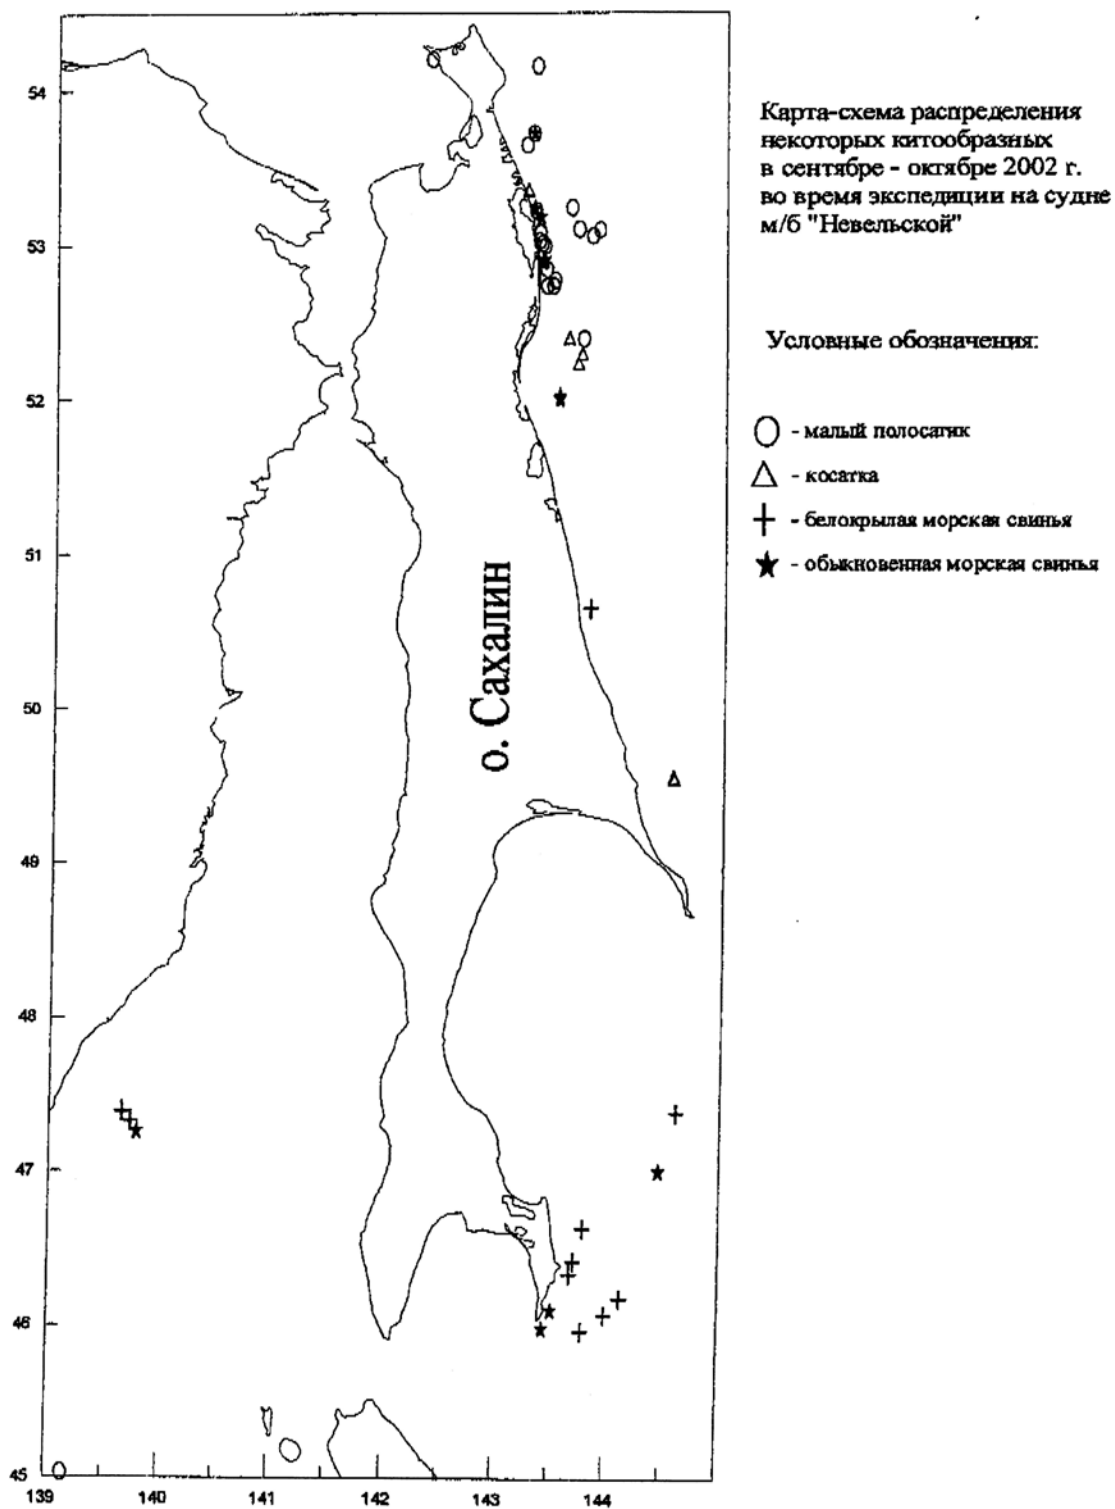 Карта-схема распределения
некоторых китообразных
в сентябре - октябре 2002 г.
во время экспедиции на судне
м/б "Невельской"
Условные обозначения:
- малый полосатик
- косатка
- белокрылая морская свинья
- обыкновенная морская свинья
о. Сахалин
54
53
52
51
50
49
48
47
46
45
139
140
141
142
143
144